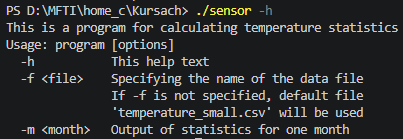 PS D:\MFTI\home_c\Kursach> ./sensor -h
This is a program for calculating temperature statistics
Usage: program [options]
-h This help text
-f <file> Specifying the name of the data file
If -f is not specified, default file
'temperature_small.csv' will be used
-m <month> Output of statistics for one month